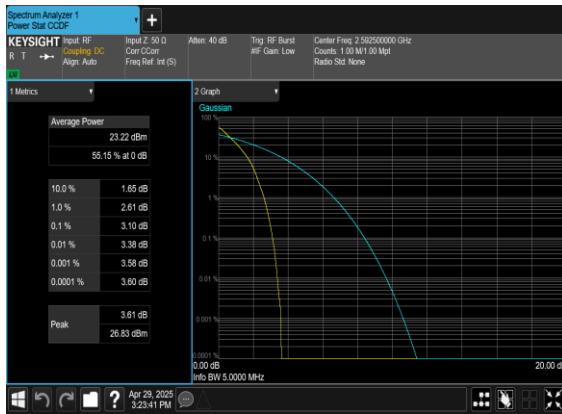 Spectrum Analyzer 1
Power Stat CCDF
+
KEYSIGHT
R T
LXI
Input: RF
Coupling: DC
Align: Auto
Input Z: 50 Ω
Corr CCorr
Freq Ref: Int (S)
Atten: 40 dB
Trig: RF Burst
#IF Gain: Low
Center Freq: 2.592500000 GHz
Counts: 1.00 M/1.00 Mpt
Radio Std: None
1 Metrics
Average Power
23.22 dBm
55.15 % at 0 dB
10.0 % 1.65 dB
1.0 % 2.61 dB
0.1 % 3.10 dB
0.01 % 3.38 dB
0.001 % 3.58 dB
0.0001 % 3.60 dB
Peak
3.61 dB
26.83 dBm
2 Graph
Gaussian
100 %
10 %
1 %
0.1 %
0.01 %
0.001 %
0.0001 %
0.00 dB 20.00 d
Info BW 5.0000 MHz
? Apr 29, 2025
3:23:41 PM